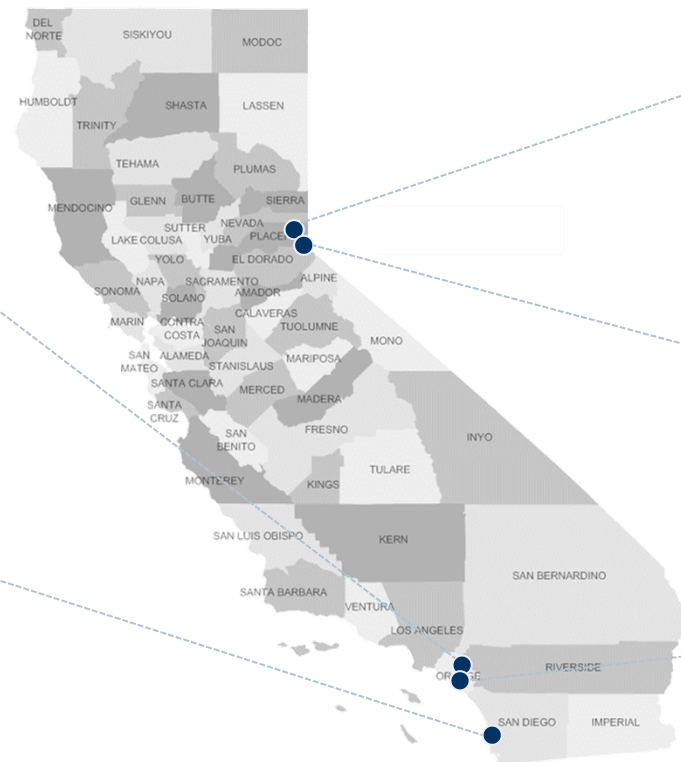 DEL
NORTE
SISKIYOU
MODOC
HUMBOLDT
TRINITY
SHASTA
LASSEN
TEHAMA
PLUMAS
MENDOCINO
GLENN
BUTTE
SIERRA
LAKE
COLUSA
SUTTER
YUBA
NEVADA
PLACE
YOLO
EL DORADO
SONOMA
NAPA
SACRAMENTO
ALPINE
SOLANO
AMADOR
MARIN
CONTRA
COSTA
CALAVERAS
SAN
JOAQUIN
TUOLUMNE
MONO
SAN
MATEO
ALAMEDA
STANISLAUS
MARIPOSA
SANTA CLARA
MERCED
MADERA
SANTA
CRUZ
SAN
BENITO
FRESNO
INYO
MONTEREY
KINGS
TULARE
SAN LUIS OBISPO
KERN
SAN BERNARDINO
SANTA BARBARA
VENTURA
LOS ANGELES
OR GE
RIVERSIDE
SAN DIEGO
IMPERIAL